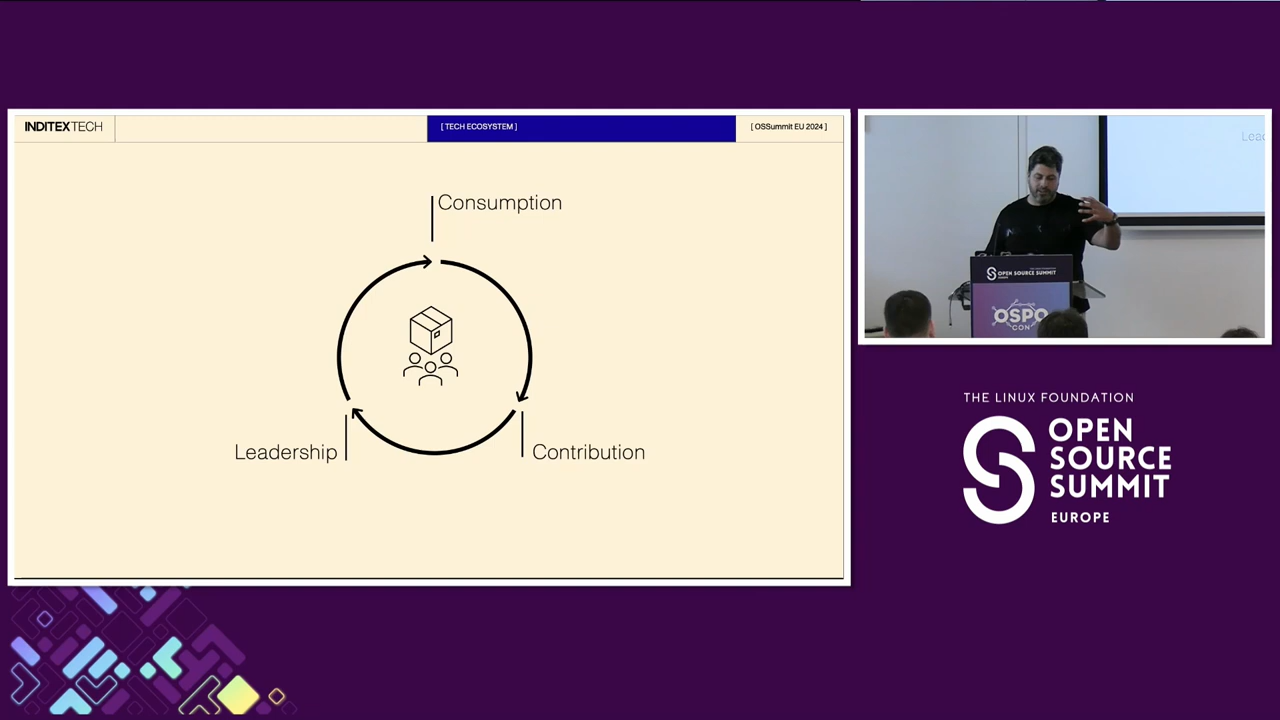 INDITEXTECH
[ TECH ECOSYSTEM ]
[ OSSummit EU 2024 ]
Consumption
Leadership
Contribution
Lea
OPEN SOURCE SUMMIT
OSPO
CON
THE LINUX FOUNDATION
OPEN
SOURCE
SUMMIT
EUROPE